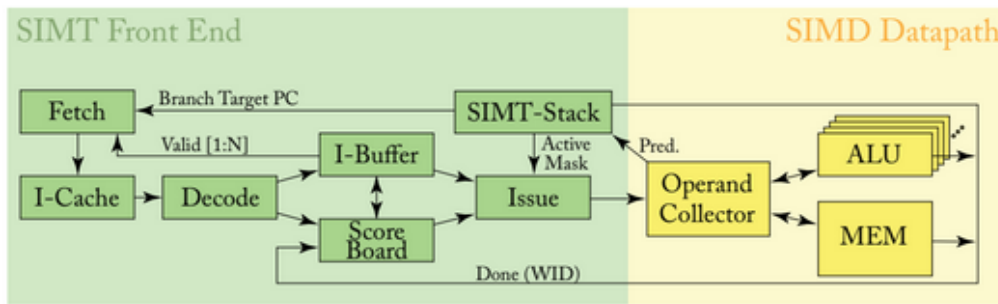 SIMT Front End
SIMD Datapath
Fetch
Branch Target PC
SIMT-Stack
Valid [1:N]
I-Buffer
Active
Mask
Pred.
ALU
I-Cache
Decode
Issue
Operand
Collector
Score
Board
MEM
Done (WID)